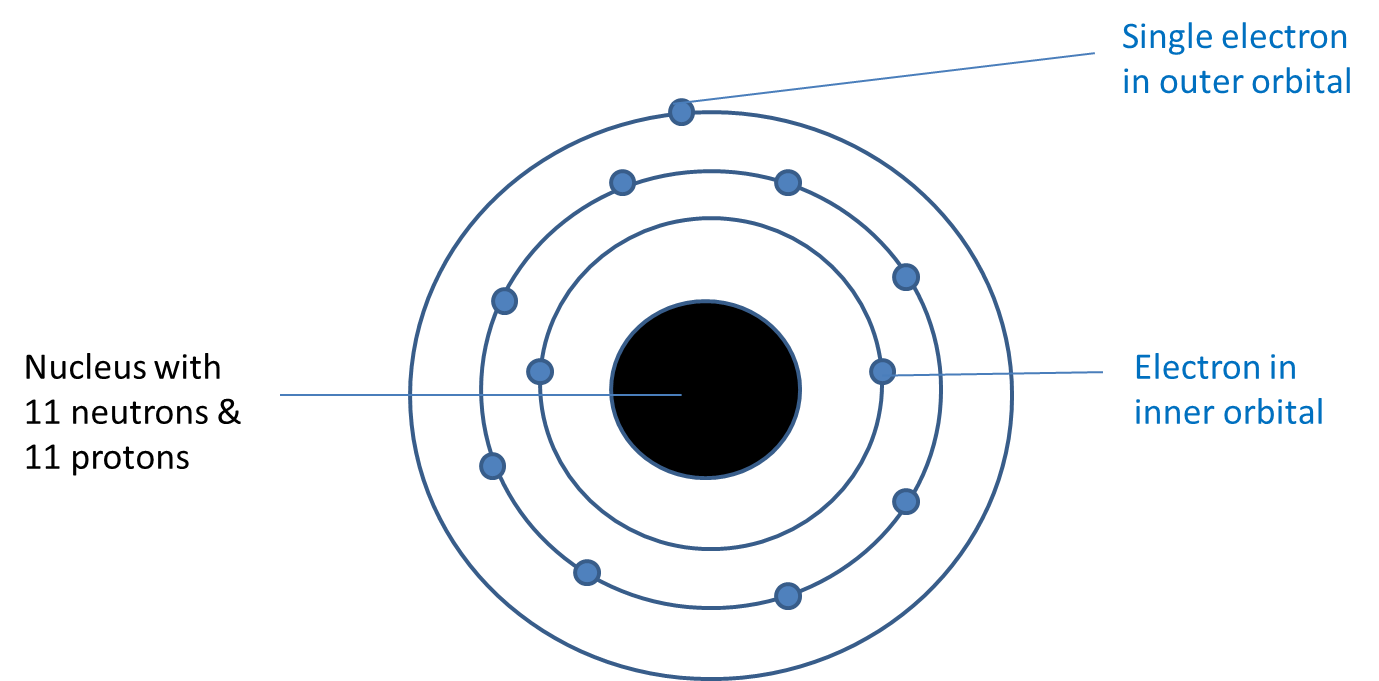 Single electron
in outer orbital
Nucleus with
11 neutrons &
11 protons
Electron in
inner orbital